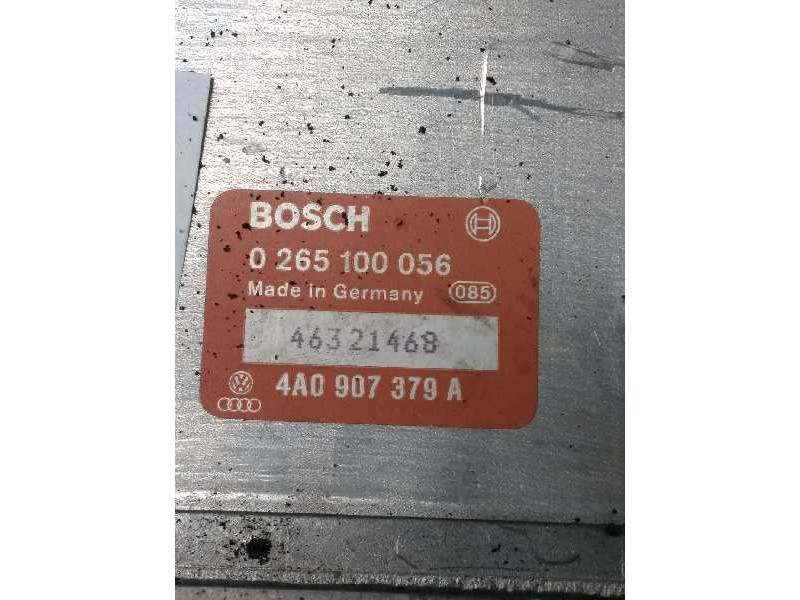 BOSCH
0 265 100 056
Made in Germany 085
46321468
4A0 907 379 A